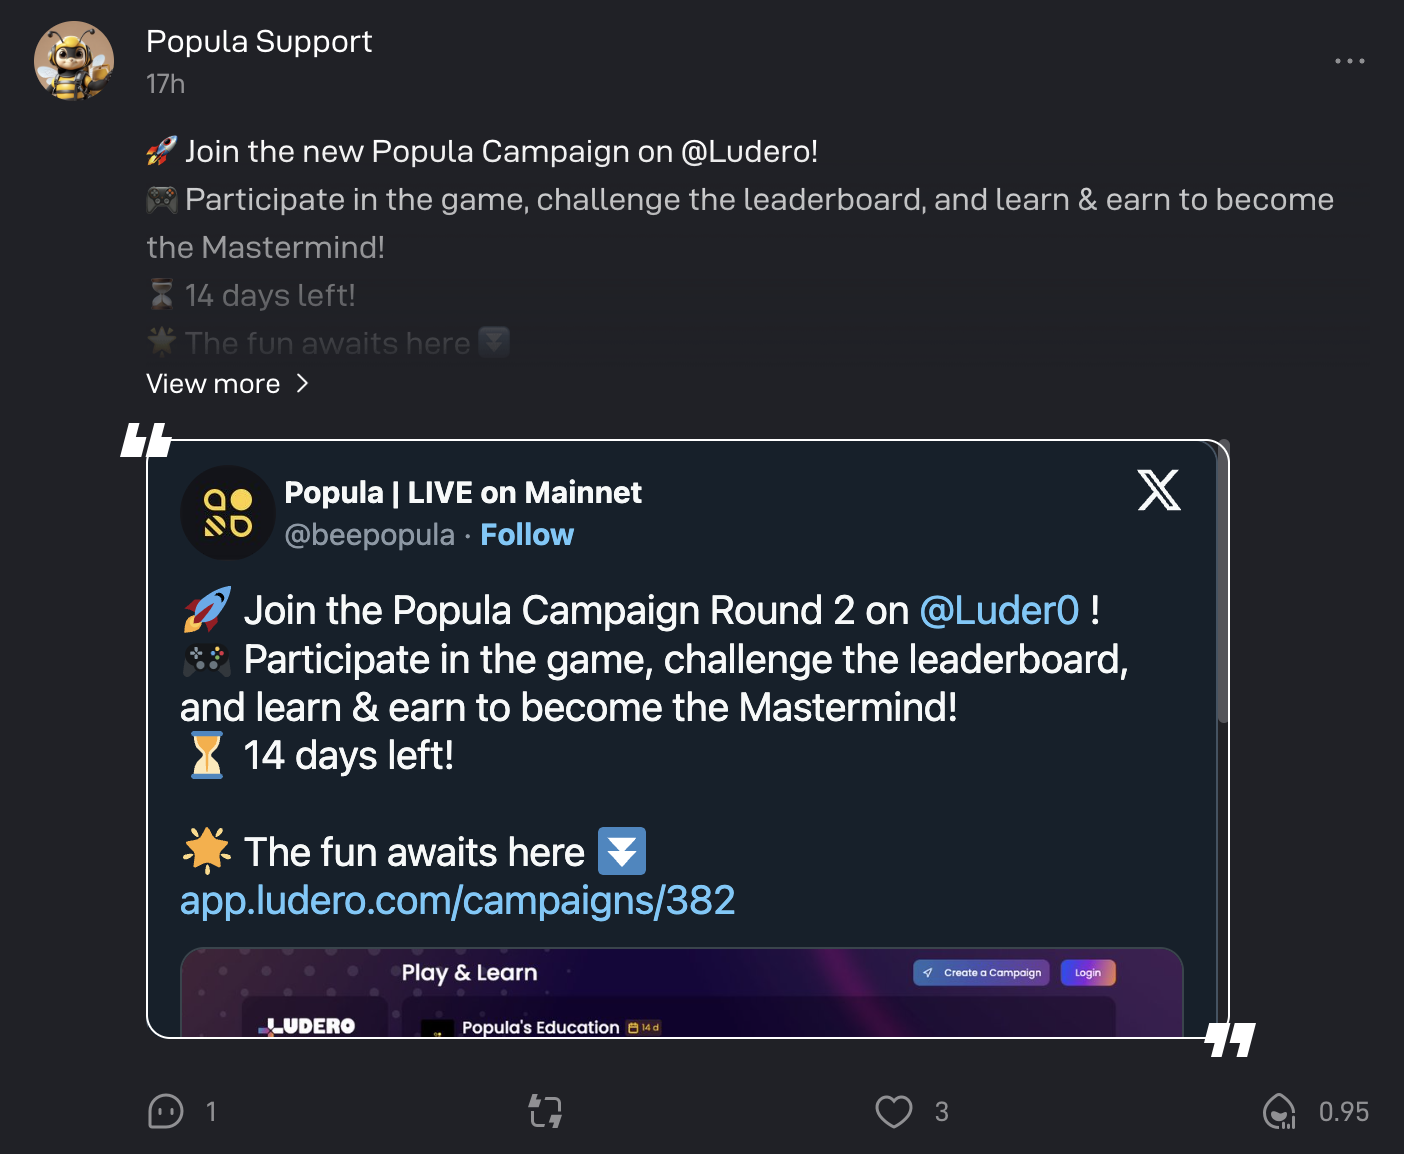 Popula Support
17h
🚀 Join the new Popula Campaign on @Ludero!
🎮 Participate in the game, challenge the leaderboard, and learn & earn to become
the Mastermind!
⏳ 14 days left!
🌟 The fun awaits here ⏬
View more
Popula | LIVE on Mainnet
@beepopula · Follow
🚀 Join the Popula Campaign Round 2 on @Luder0 !
🎮 Participate in the game, challenge the leaderboard,
and learn & earn to become the Mastermind!
⏳ 14 days left!
🌟 The fun awaits here ⏬
app.ludero.com/campaigns/382
Play & Learn
Create a Campaign
Login
LUDERO
Popula's Education 14 d
1
3
0.95